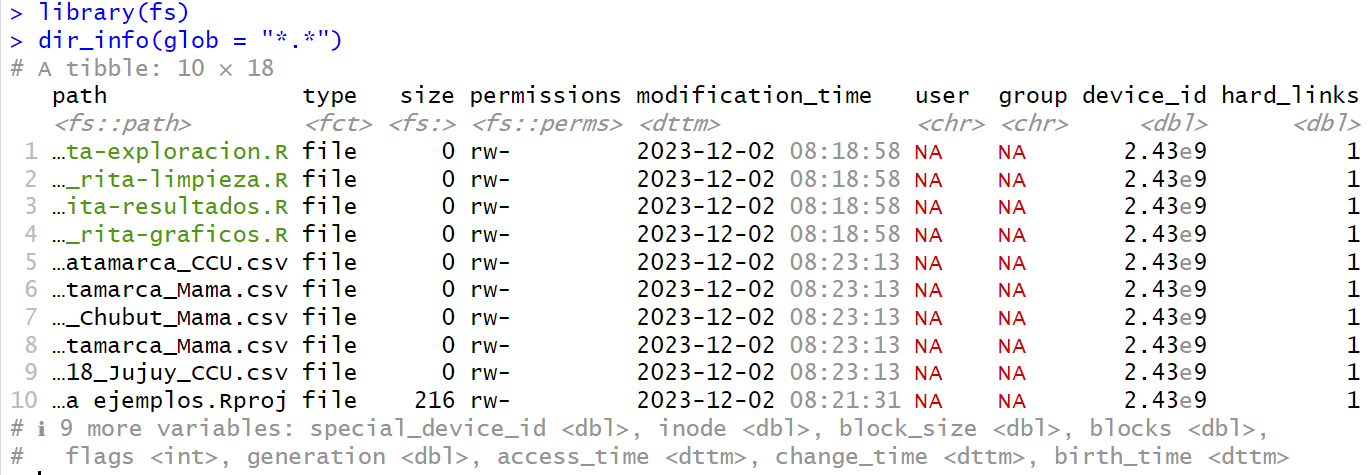 > library(fs)
> dir_info(glob = "*.*")
# A tibble: 10 × 18
path type size permissions modification_time user group device_id hard_links
<fs::path> <fct> <fs:> <fs::perms> <dttm> <chr> <chr> <dbl> <dbl>
1 …ta-exploracion.R file 0 rw- 2023-12-02 08:18:58 NA NA 2.43e9 1
2 …_rita-limpieza.R file 0 rw- 2023-12-02 08:18:58 NA NA 2.43e9 1
3 …ita-resultados.R file 0 rw- 2023-12-02 08:18:58 NA NA 2.43e9 1
4 …_rita-graficos.R file 0 rw- 2023-12-02 08:18:58 NA NA 2.43e9 1
5 …atamarca_CCU.csv file 0 rw- 2023-12-02 08:23:13 NA NA 2.43e9 1
6 …tamarca_Mama.csv file 0 rw- 2023-12-02 08:23:13 NA NA 2.43e9 1
7 …_Chubut_Mama.csv file 0 rw- 2023-12-02 08:23:13 NA NA 2.43e9 1
8 …tamarca_Mama.csv file 0 rw- 2023-12-02 08:23:13 NA NA 2.43e9 1
9 …18_Jujuy_CCU.csv file 0 rw- 2023-12-02 08:23:13 NA NA 2.43e9 1
10 …a ejemplos.Rproj file 216 rw- 2023-12-02 08:21:31 NA NA 2.43e9 1
# ℹ 9 more variables: special_device_id <dbl>, inode <dbl>, block_size <dbl>, blocks <dbl>,
# flags <int>, generation <dbl>, access_time <dttm>, change_time <dttm>, birth_time <dttm>